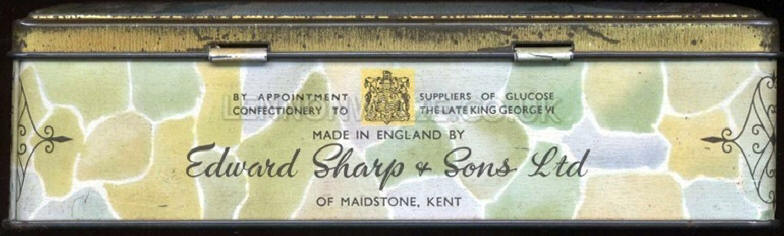 BY APPOINTMENT SUPPLIERS OF GLUCOSE
CONFECTIONERY TO THE LATE KING GEORGE VI
MADE IN ENGLAND BY
Edward Sharp & Sons Ltd
OF MAIDSTONE, KENT